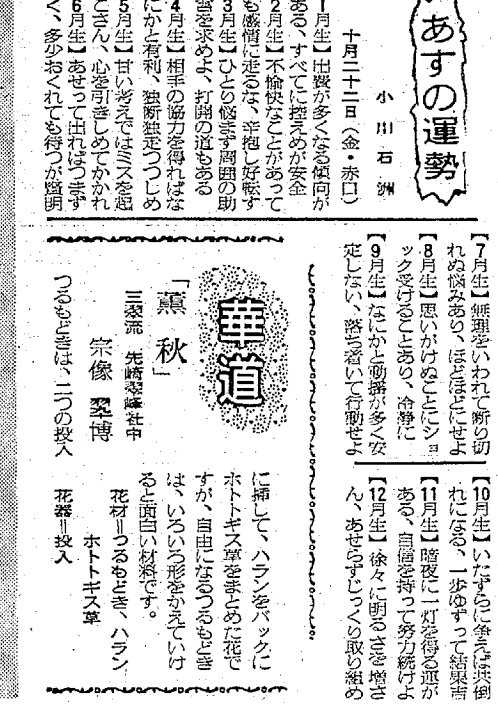 あすの運勢
小川石洲
十月二十二日(金・赤口)
1月生】出費が多くなる傾向が
ある、すべてに控えめが安全
2月生】不愉快なことがあって
も感情に走るな、辛抱し好転す
3月生】ひとり悩まず周囲の助
言を求めよ、打開の道もある
4月生】相手の協力を得ればな
にかと有利、独断独走つつしめ
5月生】甘い考えではミスを起
こさん、心を引きしめてかかれ
6月生】あせって出ればつまず
く、多少おくれても待つが賢明
【7月生】無理をいわれて断り切
れぬ悩みあり、ほどほどにせよ
【8月生】思いがけぬことにショ
ック受けることあり、冷静に
【9月生】なにかと動揺が多く安
定しない、落ち着いて行動せよ
【10月生】いたずらに争えば共倒
れになる、一歩ゆずって結果吉
【11月生】暗夜に一灯を得る運が
ある、自信を持って努力続けよ
【12月生】徐々に明るさを増さ
ん、あせらずじっくり取り組め
華道
「薫秋」
三翠流 先崎翠峰社中
宗像翠博
つるもどきは、二つの投入
に挿して、ハランをバックに
ホトトギス草をまとめた花で
すが、自由になるつるもどき
は、いろいろ形をかえていけ
ると面白い材料です。
花材=つるもどき、ハラン
ホトトギス草
花器=投入